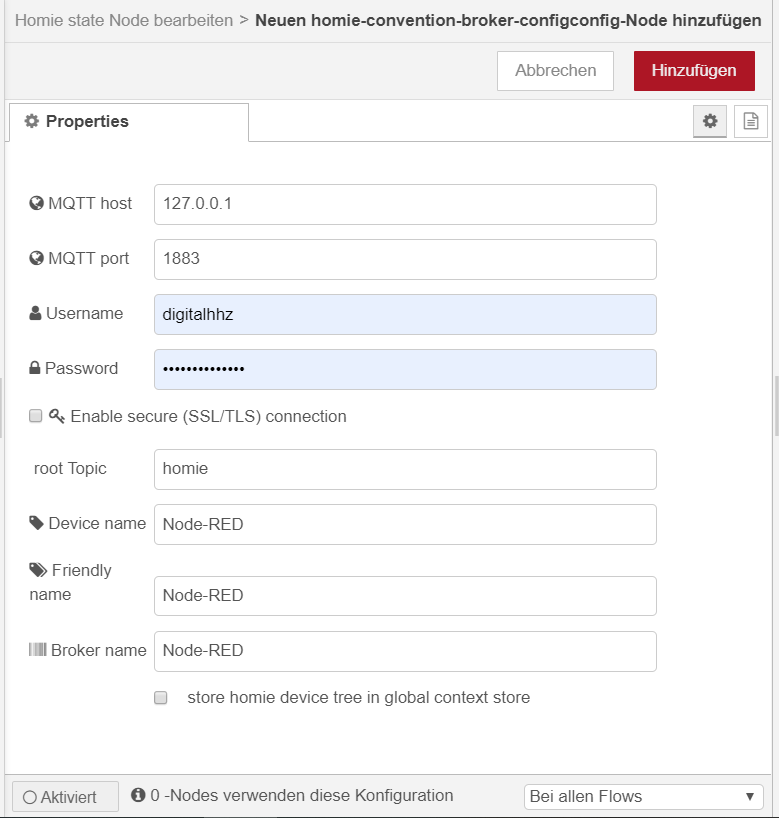 Homie state Node bearbeiten > Neuen homie-convention-broker-configconfig-Node hinzufügen
Abbrechen Hinzufügen
Properties
MQTT host 127.0.0.1
MQTT port 1883
Username digitalhhz
Password ••••••••••••••
Enable secure (SSL/TLS) connection
root Topic homie
Device name Node-RED
Friendly
name Node-RED
Broker name Node-RED
store homie device tree in global context store
Aktiviert 0 -Nodes verwenden diese Konfiguration Bei allen Flows